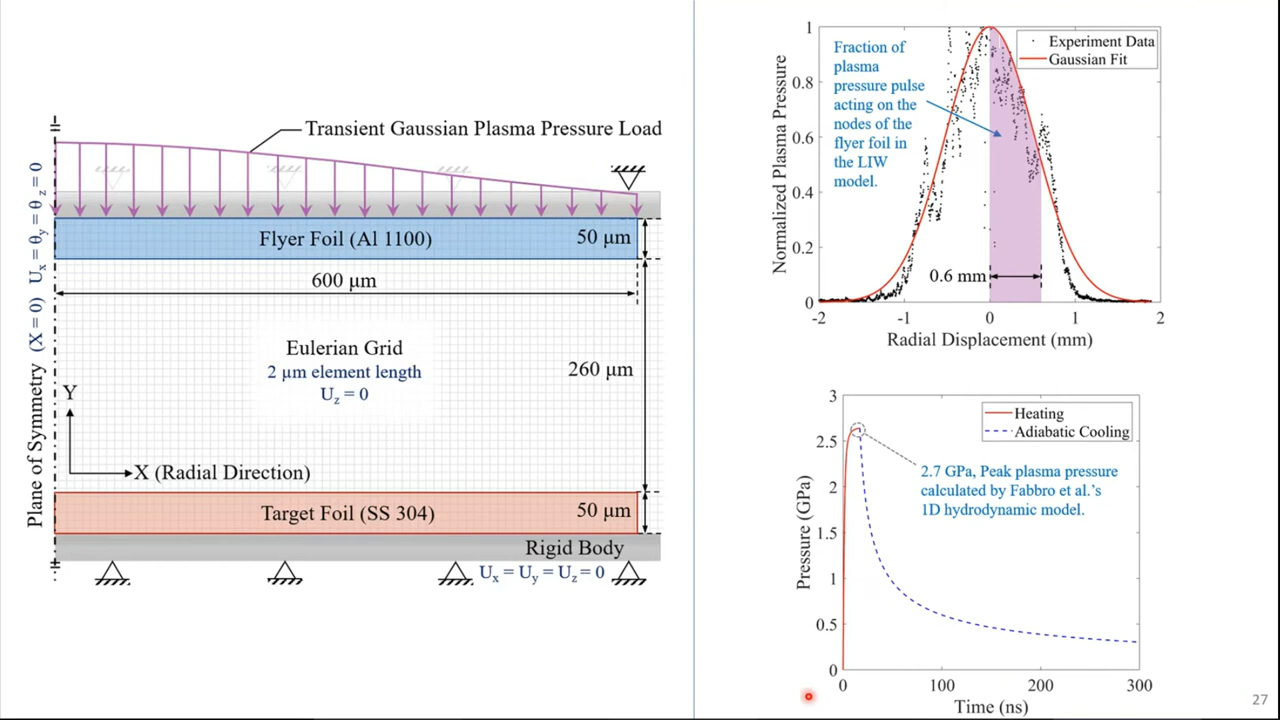 Transient Gaussian Plasma Pressure Load
Plane of Symmetry (X = 0) Uₓ = θᵧ = θ_z = 0
Flyer Foil (Al 1100)
50 μm
600 μm
Eulerian Grid
2 μm element length
U_z = 0
260 μm
Y
X (Radial Direction)
Target Foil (SS 304)
50 μm
Rigid Body
Uₓ = Uᵧ = U_z = 0
Normalized Plasma Pressure
1
0.8
0.6
0.4
0.2
0
Fraction of
plasma
pressure pulse
acting on the
nodes of the
flyer foil in
the LIW
model.
Experiment Data
Gaussian Fit
0.6 mm
-2 -1 0 1 2
Radial Displacement (mm)
Pressure (GPa)
3
2.5
2
1.5
1
0.5
0
Heating
Adiabatic Cooling
2.7 GPa, Peak plasma pressure
calculated by Fabbro et al.'s
1D hydrodynamic model.
0 100 200 300
Time (ns)
27